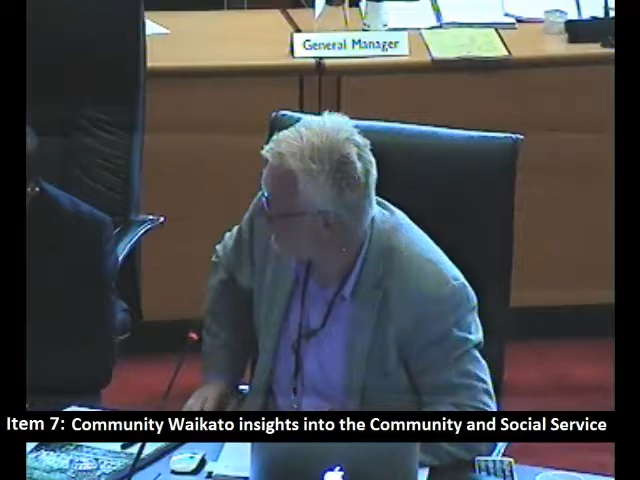 General Manager
Item 7: Community Waikato insights into the Community and Social Service